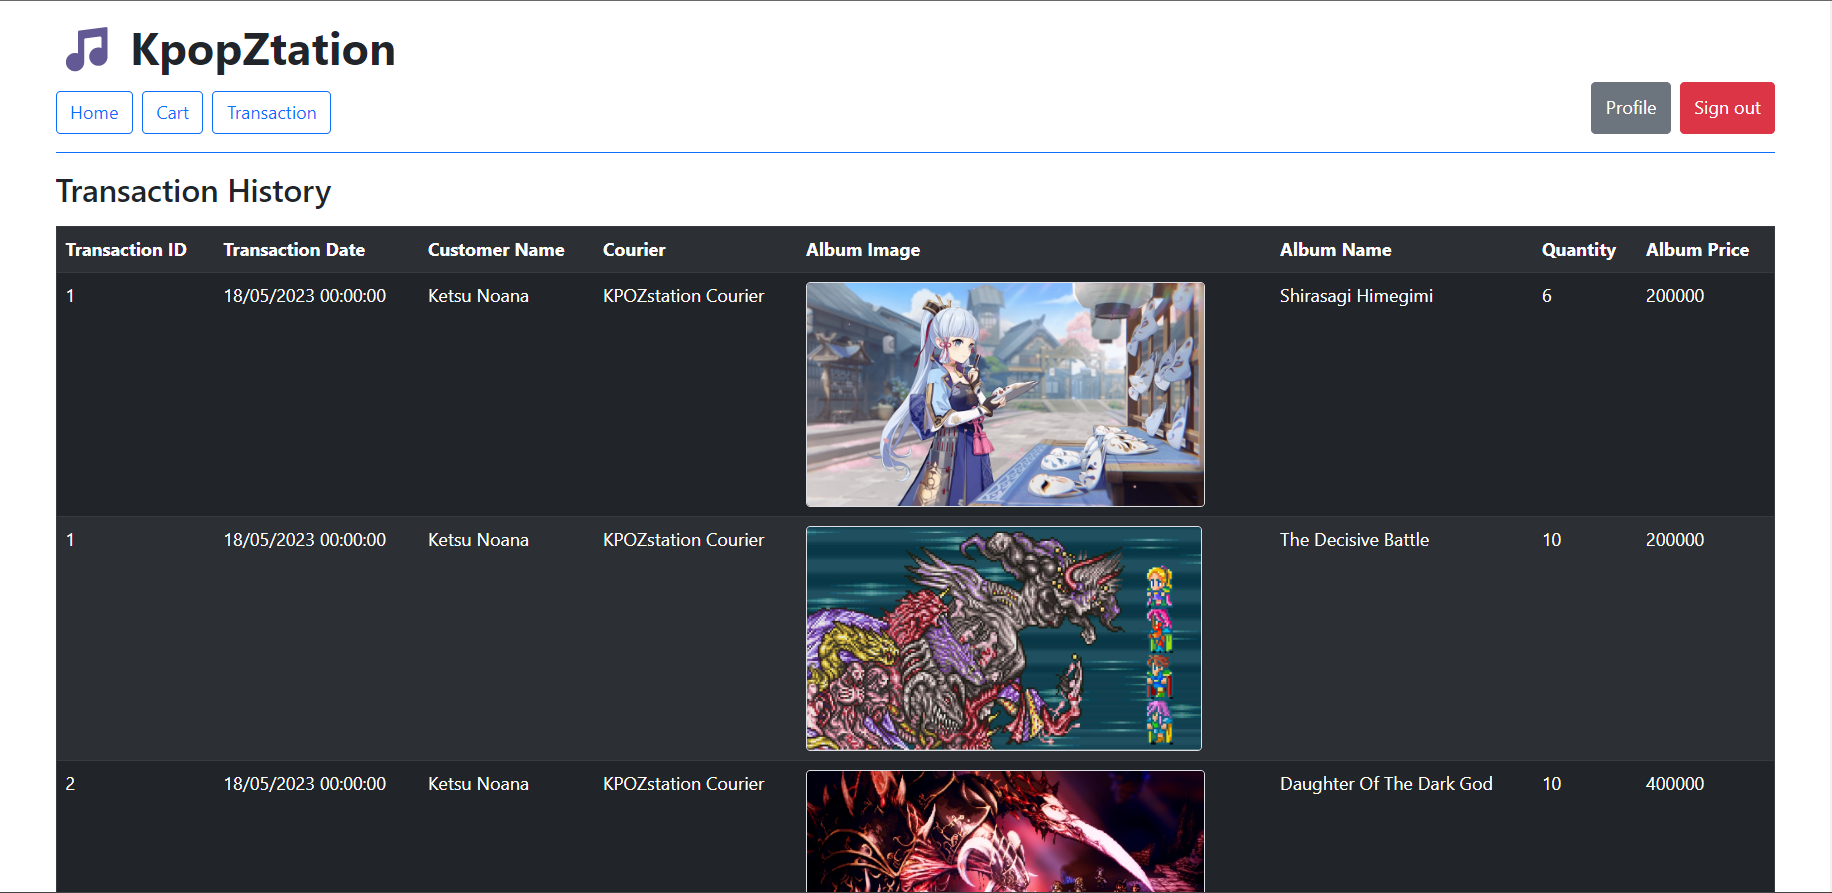 KpopZtation
Home Cart Transaction Profile Sign out
Transaction History
Transaction ID Transaction Date Customer Name Courier Album Image Album Name Quantity Album Price
1 18/05/2023 00:00:00 Ketsu Noana KPOZstation Courier Shirasagi Himegimi 6 200000
1 18/05/2023 00:00:00 Ketsu Noana KPOZstation Courier The Decisive Battle 10 200000
2 18/05/2023 00:00:00 Ketsu Noana KPOZstation Courier Daughter Of The Dark God 10 400000